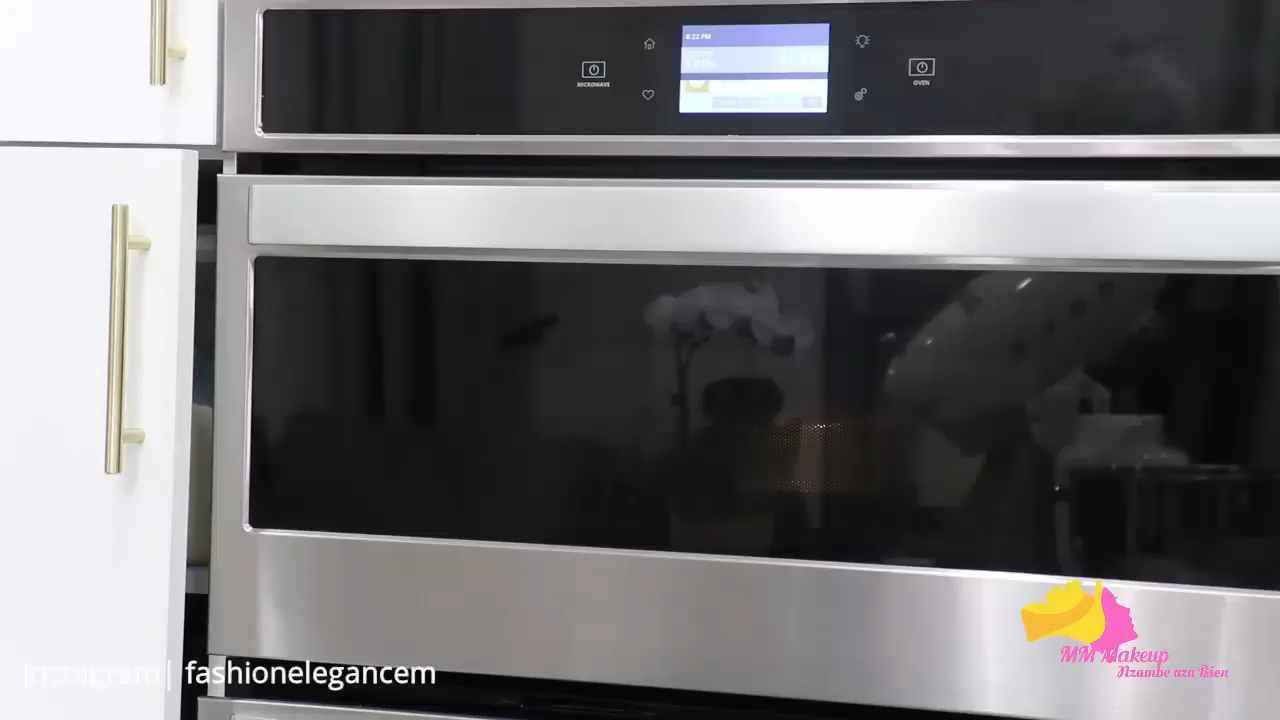 8:22 PM
MICROWAVE
OVEN
Instagram| fashionelegancem
MM Makeup
Nzambe aza Bien